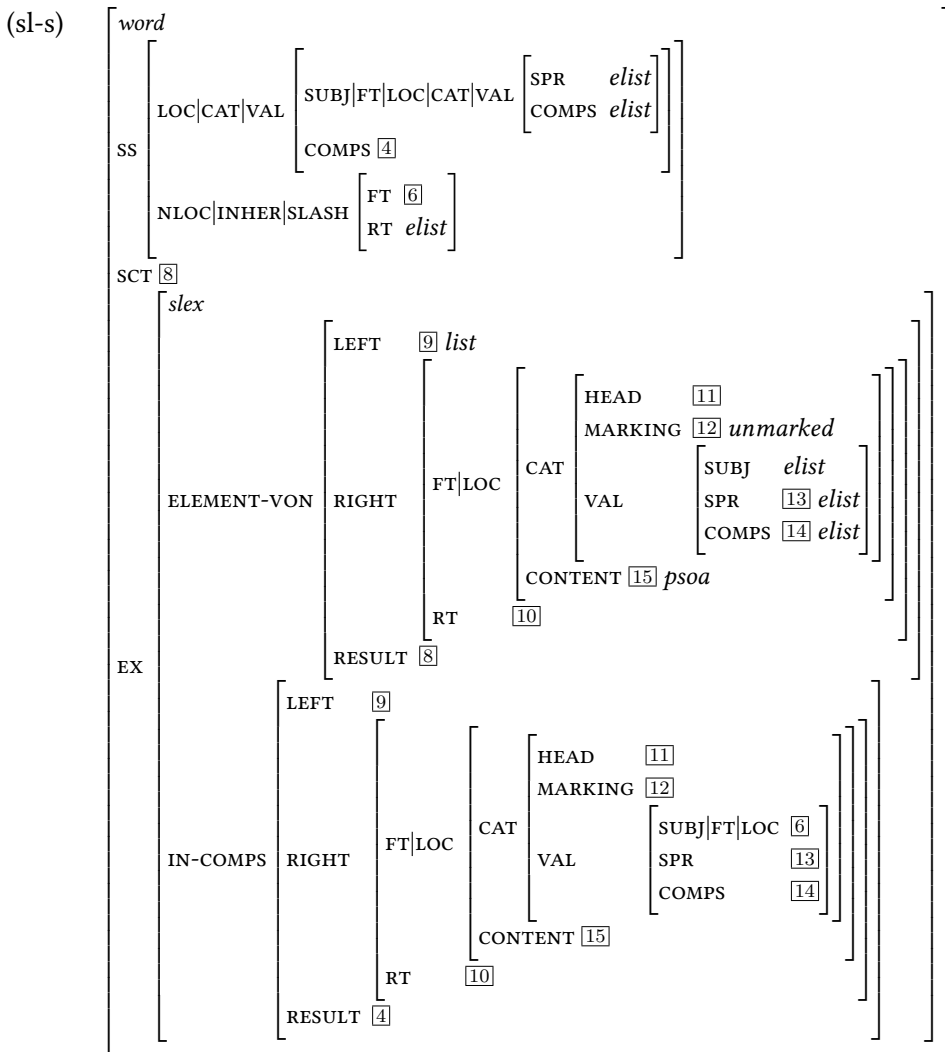 (sl-s)
word
SS
LOC|CAT|VAL
SUBJ|FT|LOC|CAT|VAL
SPR elist
COMPS elist
COMPS 4
NLOC|INHER|SLASH
FT 6
RT elist
SCT 8
EX
slex
ELEMENT-VON
LEFT 9 list
RIGHT
FT|LOC
CAT
HEAD 11
MARKING 12 unmarked
VAL
SUBJ elist
SPR 13 elist
COMPS 14 elist
CONTENT 15 psoa
RT 10
RESULT 8
IN-COMPS
LEFT 9
RIGHT
FT|LOC
CAT
HEAD 11
MARKING 12
VAL
SUBJ|FT|LOC 6
SPR 13
COMPS 14
CONTENT 15
RT 10
RESULT 4